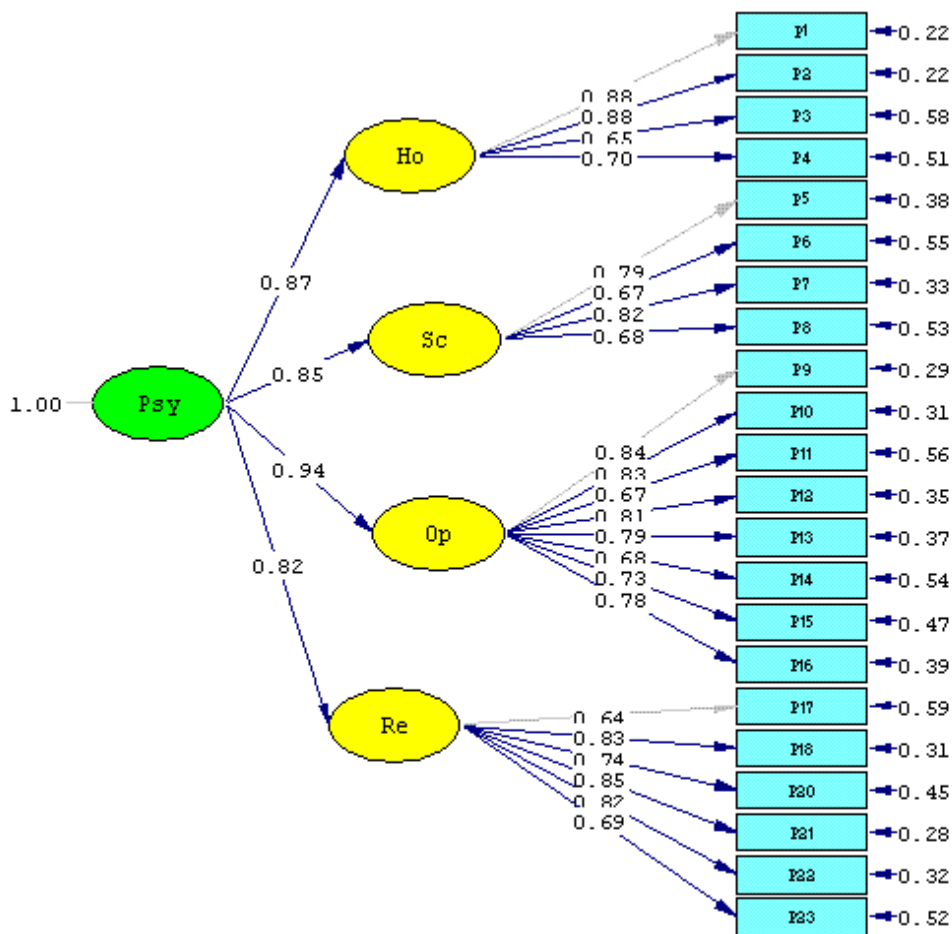 P1 0.22
P2 0.22
P3 0.58
P4 0.51
P5 0.38
P6 0.55
P7 0.33
P8 0.53
P9 0.29
P10 0.31
P11 0.56
P12 0.35
P13 0.37
P14 0.54
P15 0.47
P16 0.39
P17 0.59
P18 0.31
P20 0.45
P21 0.28
P22 0.32
P23 0.52
0.88
0.88
0.65
0.70
Ho
0.87
0.79
0.67
0.82
0.68
Sc
0.85
1.00 Psy
0.94
0.84
0.83
0.67
0.81
0.79
0.68
0.73
0.78
Op
0.82
0.64
0.83
0.74
0.85
0.82
0.69
Re